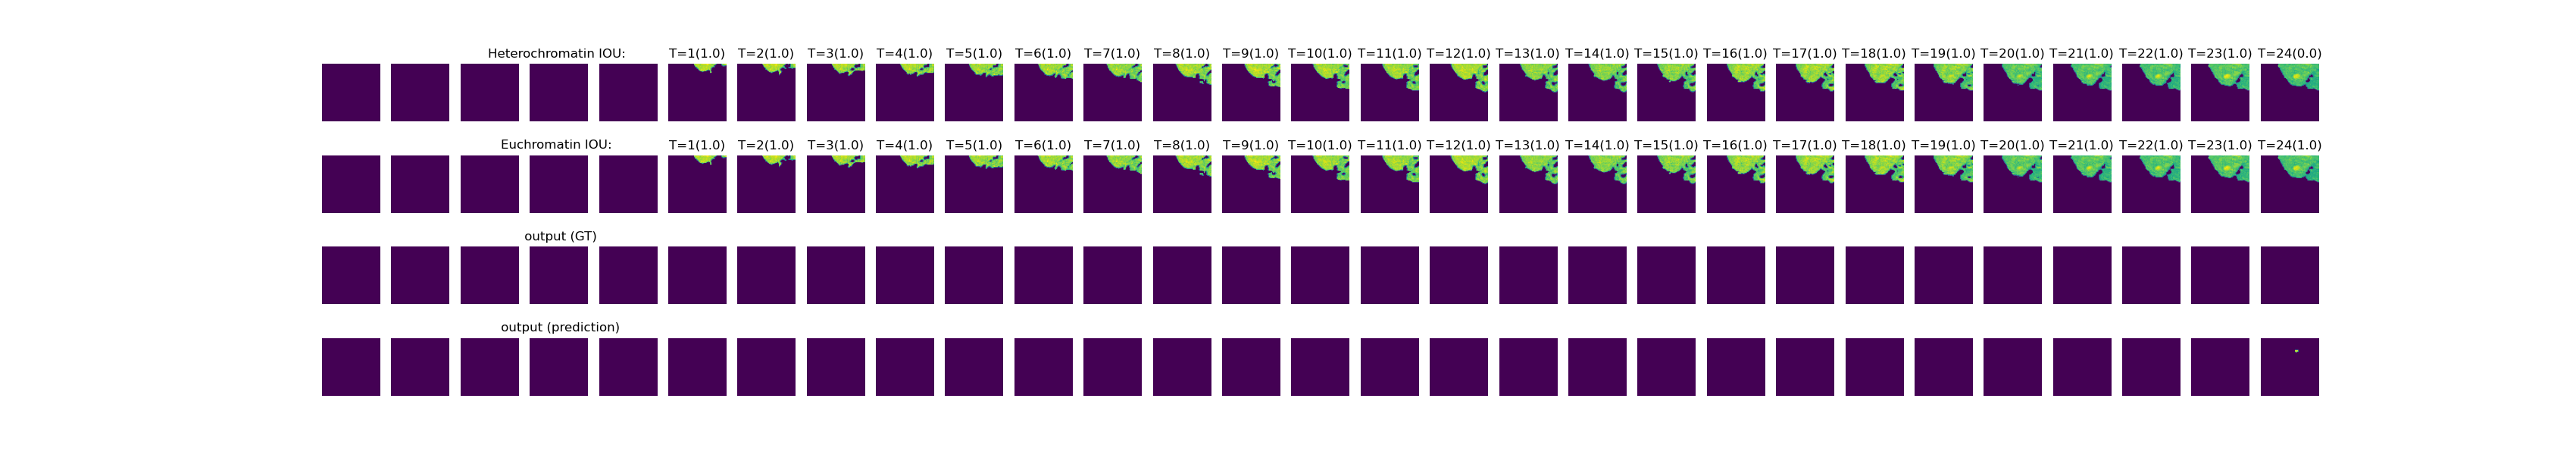 Heterochromatin IOU: T=1(1.0) T=2(1.0) T=3(1.0) T=4(1.0) T=5(1.0) T=6(1.0) T=7(1.0) T=8(1.0) T=9(1.0) T=10(1.0) T=11(1.0) T=12(1.0) T=13(1.0) T=14(1.0) T=15(1.0) T=16(1.0) T=17(1.0) T=18(1.0) T=19(1.0) T=20(1.0) T=21(1.0) T=22(1.0) T=23(1.0) T=24(0.0)
Euchromatin IOU: T=1(1.0) T=2(1.0) T=3(1.0) T=4(1.0) T=5(1.0) T=6(1.0) T=7(1.0) T=8(1.0) T=9(1.0) T=10(1.0) T=11(1.0) T=12(1.0) T=13(1.0) T=14(1.0) T=15(1.0) T=16(1.0) T=17(1.0) T=18(1.0) T=19(1.0) T=20(1.0) T=21(1.0) T=22(1.0) T=23(1.0) T=24(1.0)
output (GT)
output (prediction)